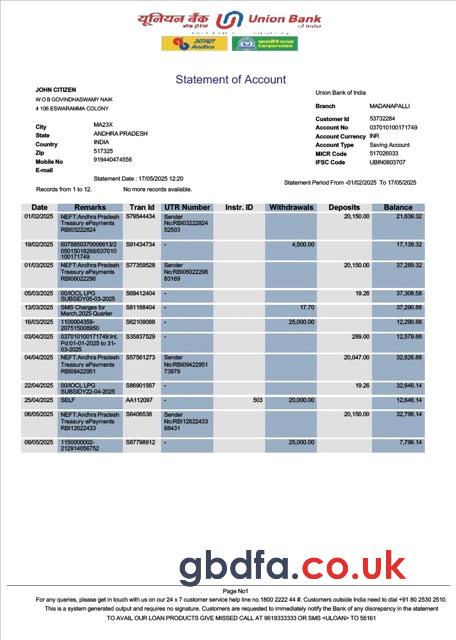 यूनियन बैंक Union Bank
of India
आन्ध्रा Andhra
Corporation
Statement of Account
JOHN CITIZEN
W O B GOVINDHASWAMY NAIK
4 106 ESWARAMMA COLONY
City MA23X
State ANDHRA PRADESH
Country INDIA
Zip 517325
Mobile No 919440474556
E-mail
Union Bank of India
Branch MADANAPALLI
Customer Id 53732284
Account No 037010100171749
Account Currency INR
Account Type Saving Account
MICR Code 517026033
IFSC Code UBIN0803707
Statement Date : 17/05/2025 12:20
Statement Period From -01/02/2025 To 17/05/2025
Records from 1 to 12. No more records available.
Date Remarks Tran Id UTR Number Instr. ID Withdrawals Deposits Balance
01/02/2025 NEFT:Andhra Pradesh S79544434 Sender 20,150.00 21,639.32
Treasury ePayments No:RBI03222824
RBI03222824 52503
19/02/2025 6078850370006613/2 S91434734 - 4,500.00 17,139.32
05015018268/037010
100171749
01/03/2025 NEFT:Andhra Pradesh S77359528 Sender 20,150.00 37,289.32
Treasury ePayments No:RBI06022296
RBI06022296 83169
05/03/2025 00/IOCL LPG S69412404 - 19.26 37,308.58
SUBSIDY05-03-2025
13/03/2025 SMS Charges for S81188404 - 17.70 37,290.88
March,2025 Quarter
16/03/2025 1100004359- S62109088 - 25,000.00 12,290.88
207515008950
03/04/2025 037010100171749:Int. S35837529 - 289.00 12,579.88
Pd:01-01-2025 to 31-
03-2025
04/04/2025 NEFT:Andhra Pradesh S57561273 Sender 20,047.00 32,626.88
Treasury ePayments No:RBI09422951
RBI09422951 73979
22/04/2025 00/IOCL LPG S86901567 - 19.26 32,646.14
SUBSIDY22-04-2025
25/04/2025 SELF AA112097 - 503 20,000.00 12,646.14
06/05/2025 NEFT:Andhra Pradesh S6406538 Sender 20,150.00 32,796.14
Treasury ePayments No:RBI12622433
RBI12622433 68431
09/05/2025 1150000002- S87798912 - 25,000.00 7,796.14
212914056752
gbdfa.co.uk
Page No1
For any queries, please get in touch with us on our 24 x 7 customer service help line no.1800 2222 44 #. Customers outside India need to dial +91 80 2530 2510.
This is a system generated output and requires no signature. Customers are requested to immediately notify the Bank of any discrepancy in the statement
TO AVAIL OUR LOAN PRODUCTS GIVE MISSED CALL AT 9619333333 OR SMS <ULOAN> TO 56161